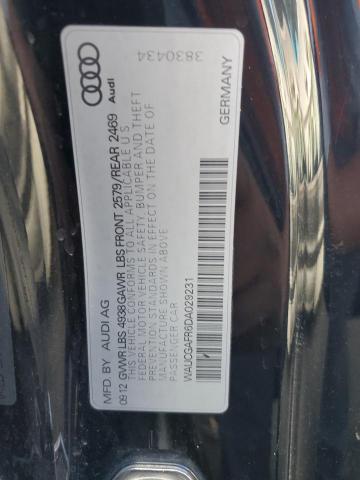 3830434
Audi
MFD. BY AUDI AG
09.12 GVWR LBS 4938 GAWR LBS FRONT 2579/REAR 2469
THIS VEHICLE CONFORMS TO ALL APPLICABLE U S
FEDERAL MOTOR VEHICLE SAFETY, BUMPER AND THEFT
PREVENTION STANDARDS IN EFFECT ON THE DATE OF
MANUFACTURE SHOWN ABOVE.
PASSENGER CAR
WAUCGAFR6DA029231
GERMANY